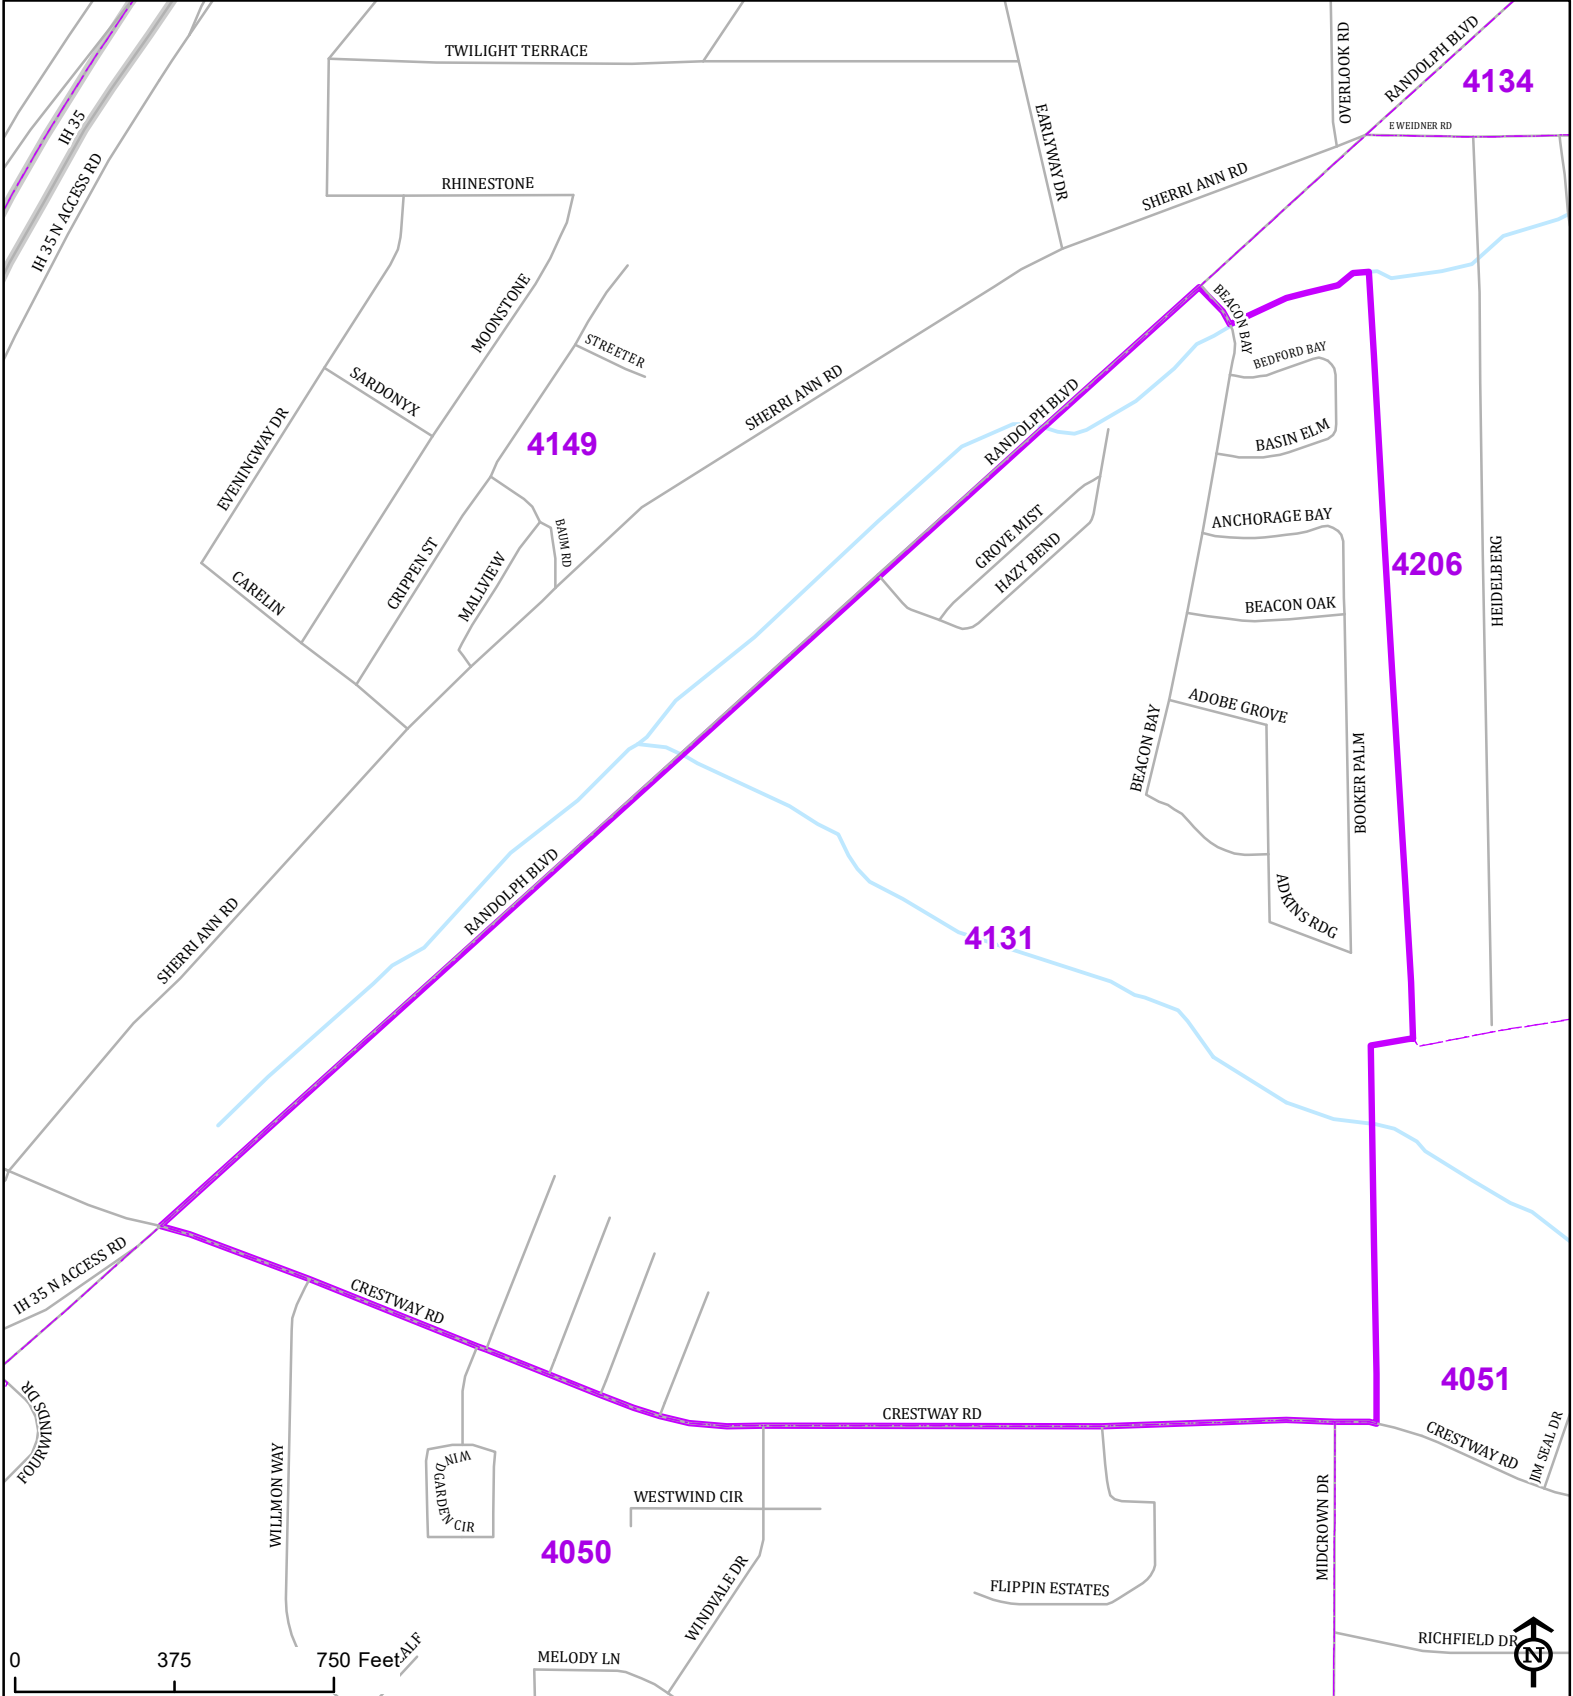 TWILIGHT TERRACE
OVERLOOK RD
RANDOLPH BLVD
4134
E WEIDNER RD
IH 35
IH 35 N ACCESS RD
EARLYWAY DR
RHINESTONE
SHERRI ANN RD
MOONSTONE
BEACON BAY
STREETER
BEDFORD BAY
SARDONYX
SHERRI ANN RD
RANDOLPH BLVD
EVENINGWAY DR
4149
BASIN ELM
ANCHORAGE BAY
BAUM RD
GROVE MIST
HAZY BEND
4206
HEIDELBERG
CARELIN
CRIPPEN ST
MALLVIEW
BEACON OAK
ADOBE GROVE
BEACON BAY
BOOKER PALM
RANDOLPH BLVD
SHERRI ANN RD
ADKINS RDG
4131
IH 35 N ACCESS RD
CRESTWAY RD
4051
CRESTWAY RD
CRESTWAY RD
JIM SEAL DR
FOURWINDS DR
WILLMON WAY
WINDGARDEN CIR
WESTWIND CIR
MIDCROWN DR
4050
WINDVALE DR
FLIPPIN ESTATES
RICHFIELD DR
MELODY LN
ALF
0 375 750 Feet
N